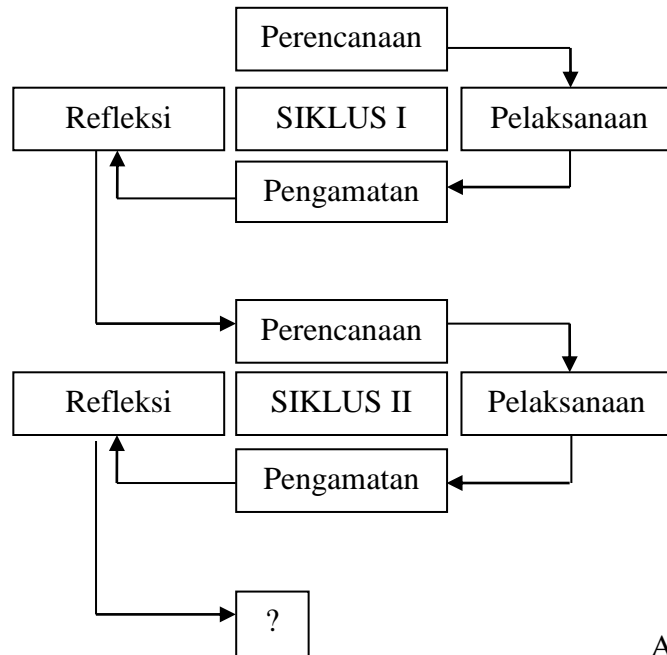 Perencanaan
Refleksi
SIKLUS I
Pelaksanaan
Pengamatan
Perencanaan
Refleksi
SIKLUS II
Pelaksanaan
Pengamatan
?
A